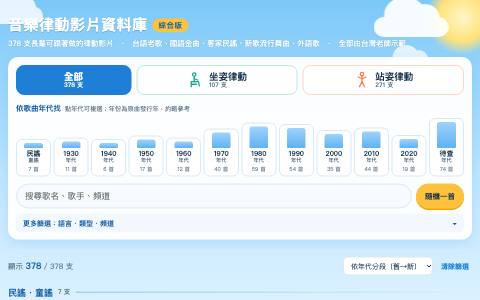 音樂律動影片資料庫 綜合版
378 支長輩可跟著做的律動影片 · 台語老歌、國語金曲、客家民謠、新歌流行舞曲、外語歌 · 全部由台灣老師示範
全部
378 支
坐姿律動
107 支
站姿律動
271 支
依歌曲年代找 點年代可複選；年份為原曲發行年，約略參考
民謠
童謠
7 首
1930
年代
11 首
1940
年代
6 首
1950
年代
17 首
1960
年代
12 首
1970
年代
40 首
1980
年代
59 首
1990
年代
54 首
2000
年代
35 首
2010
年代
44 首
2020
年代
19 首
待查
年代
74 首
搜尋歌名、歌手、頻道
隨機一首
更多篩選：語言 · 類型 · 頻道
顯示 378 / 378 支
依年代分段（舊→新）
清除篩選
民謠 · 童謠 7 支